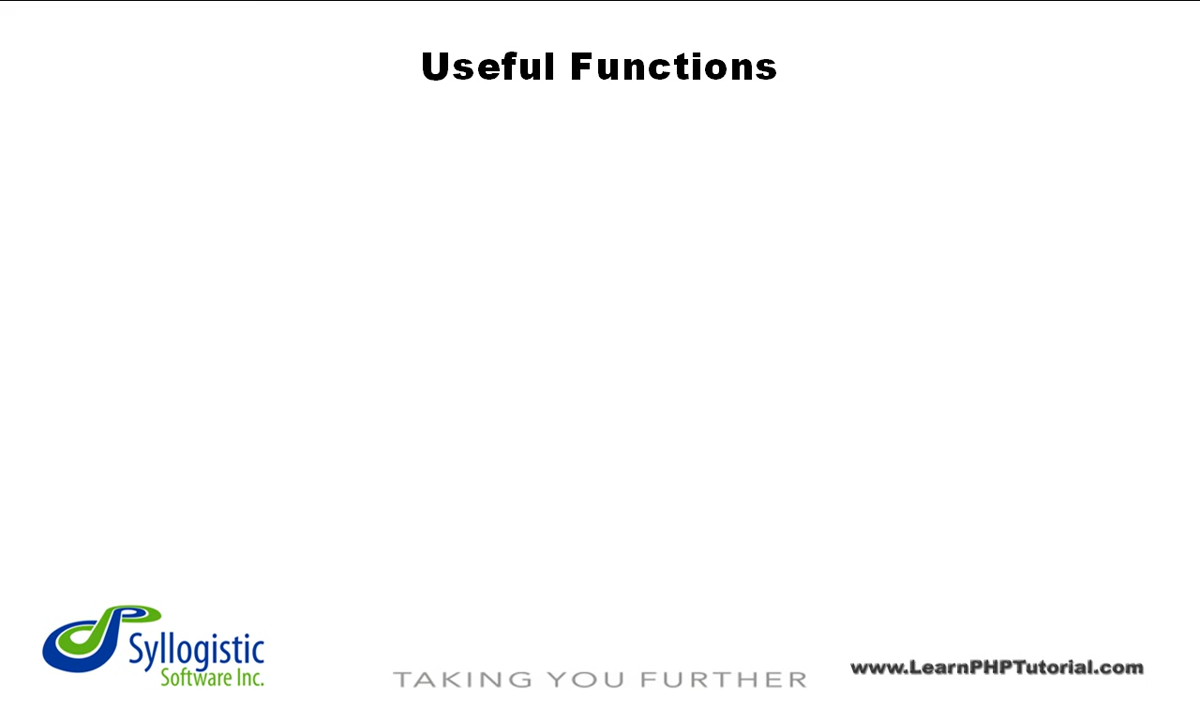 Useful Functions
Syllogistic
Software Inc.
TAKING YOU FURTHER
www.LearnPHPTutorial.com